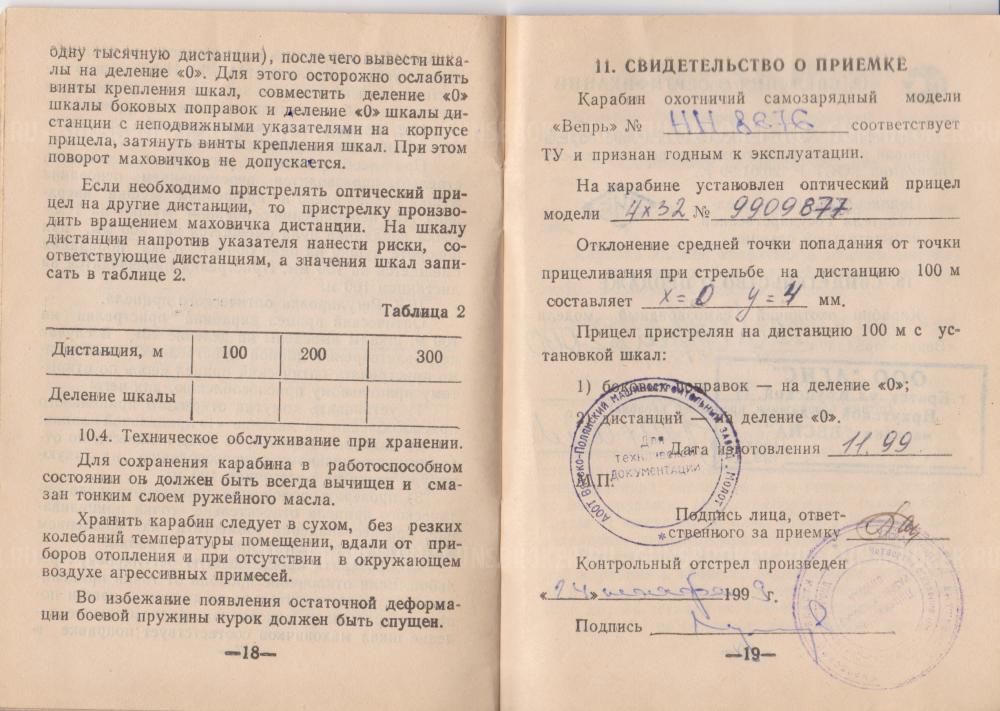 одну тысячную дистанции), после чего вывести шка-
лы на деление «0». Для этого осторожно ослабить
винты крепления шкал, совместить деление «0»
шкалы боковых поправок и деление «0» шкалы ди-
станции с неподвижными указателями на корпусе
прицела, затянуть винты крепления шкал. При этом
поворот маховичков не допускается.
Если необходимо пристрелять оптический при-
цел на другие дистанции, то пристрелку произво-
дить вращением маховичка дистанции. На шкалу
дистанции напротив указателя нанести риски, со-
ответствующие дистанциям, а значения шкал запи-
сать в таблице 2.
Таблица 2
Дистанция, м 100 200 300
Деление шкалы
10.4. Техническое обслуживание при хранении.
Для сохранения карабина в работоспособном
состоянии он должен быть всегда вычищен и сма-
зан тонким слоем ружейного масла.
Хранить карабин следует в сухом, без резких
колебаний температуры помещении, вдали от при-
боров отопления и при отсутствии в окружающем
воздухе агрессивных примесей.
Во избежание появления остаточной деформа-
ции боевой пружины курок должен быть спущен.
—18—
11. СВИДЕТЕЛЬСТВО О ПРИЕМКЕ
Карабин охотничий самозарядный модели
«Вепрь» № НН 8676 соответствует
ТУ и признан годным к эксплуатации.
На карабине установлен оптический прицел
модели 4х32 № 9909877
Отклонение средней точки попадания от точки
прицеливания при стрельбе на дистанцию 100 м
составляет x=0 y=4 мм.
Прицел пристрелян на дистанцию 100 м с ус-
тановкой шкал:
1) боковых поправок — на деление «0»;
2) дистанций — на деление «0».
Дата изготовления 11.99
М.П.
АООТ Вятско-Полянский машиностроительный завод „Молот"
Для
технической
документации
Подпись лица, ответ-
ственного за приемку
Контрольный отстрел произведен
«24» ноября 1999 г.
Подпись
—19—